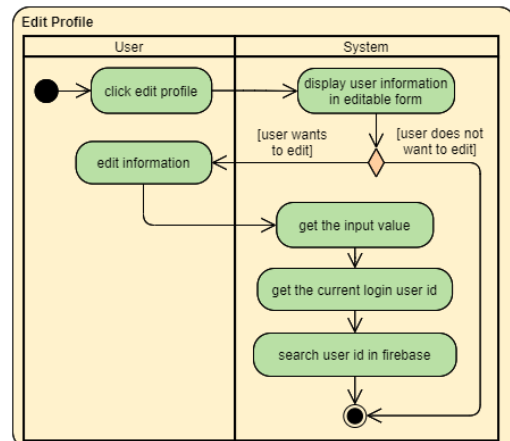 Edit Profile
User
System
click edit profile
display user information
in editable form
[user wants
to edit]
[user does not
want to edit]
edit information
get the input value
get the current login user id
search user id in firebase